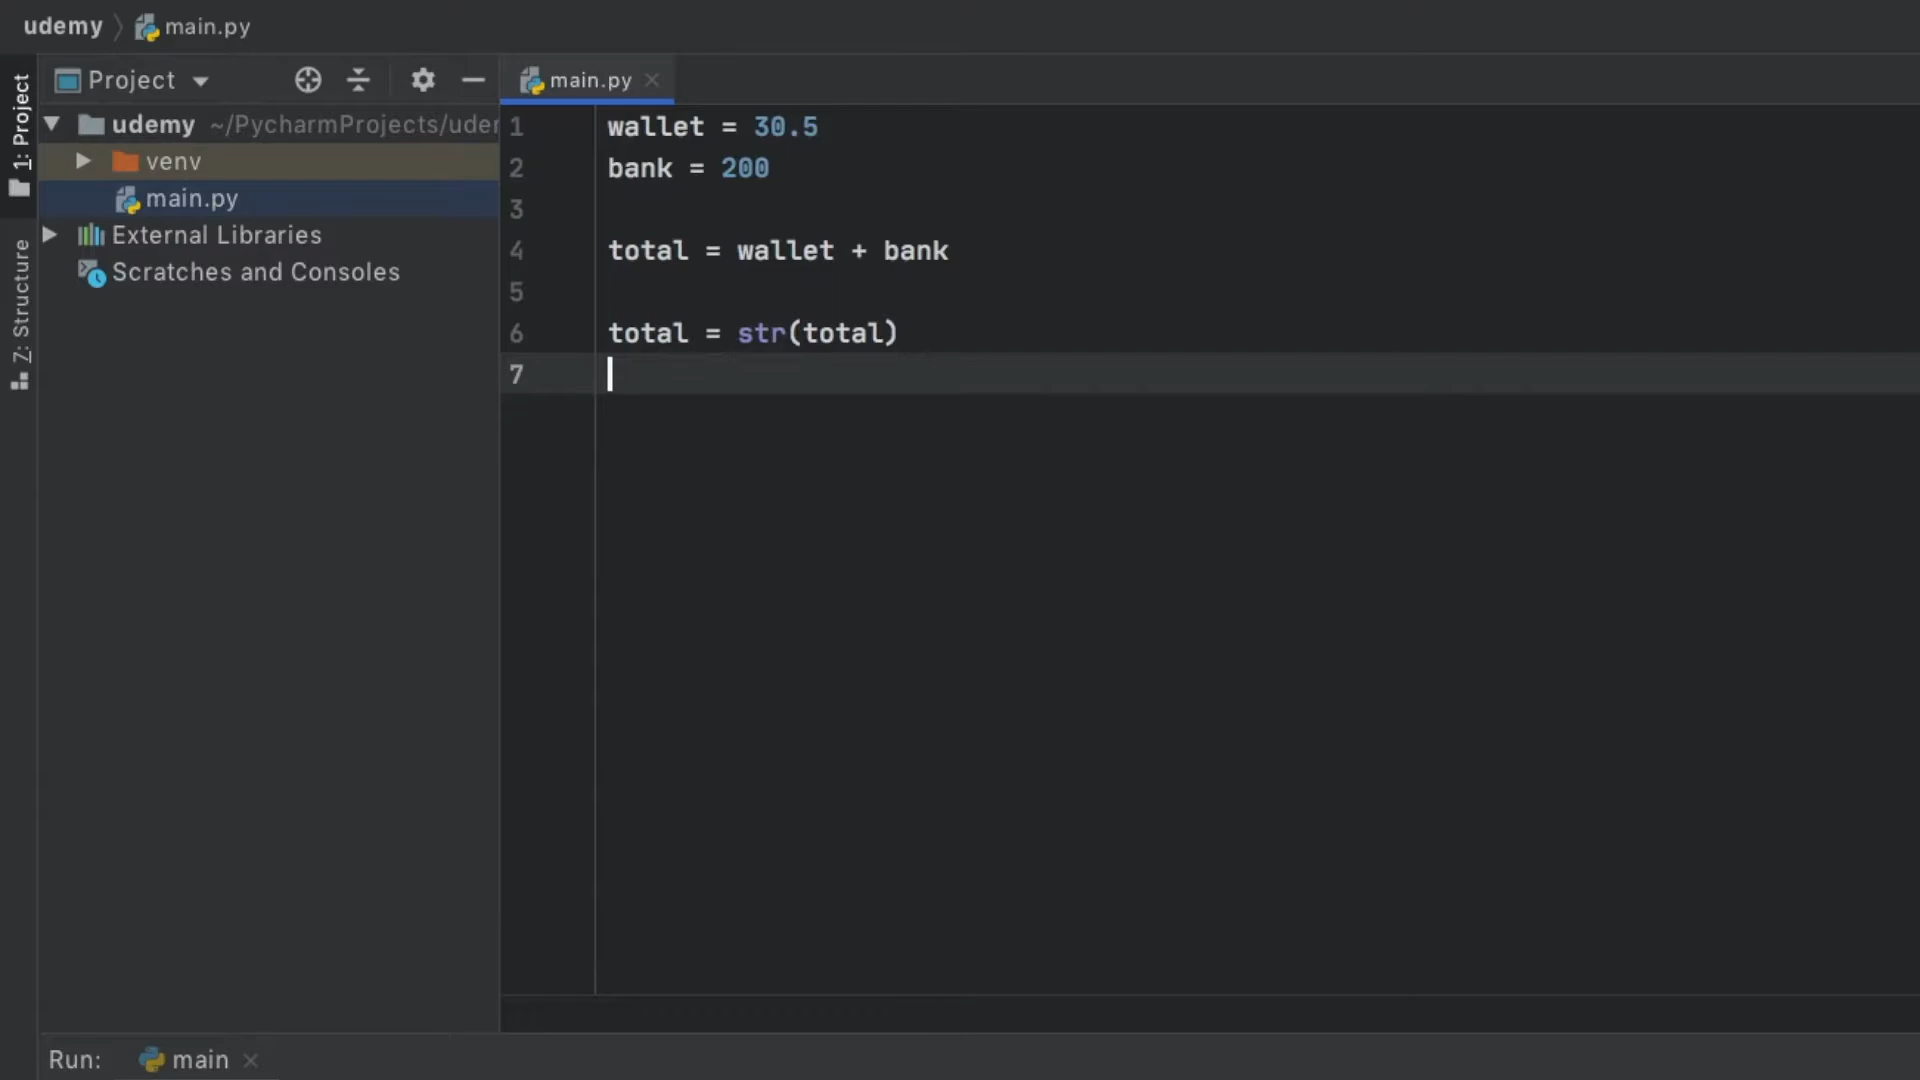 udemy main.py
1: Project
Z: Structure
Project
udemy ~/PycharmProjects/uder
venv
main.py
External Libraries
Scratches and Consoles
main.py
1 wallet = 30.5
2 bank = 200
3
4 total = wallet + bank
5
6 total = str(total)
7
Run: main